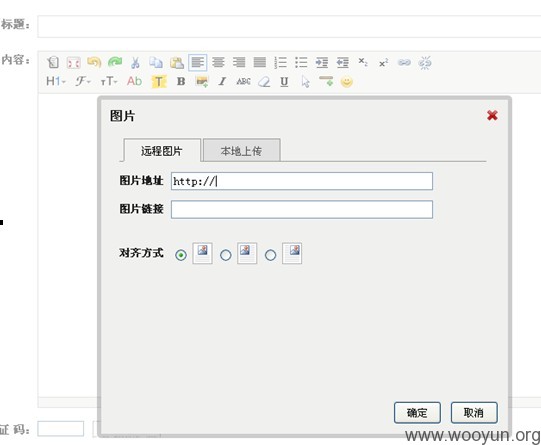 标题:
内容:
H1
F
тT
Ab
T
B
I
ABC
U
图片
远程图片
本地上传
图片地址
http://
图片链接
对齐方式
确定
取消
证 码:
www.wooyun.org